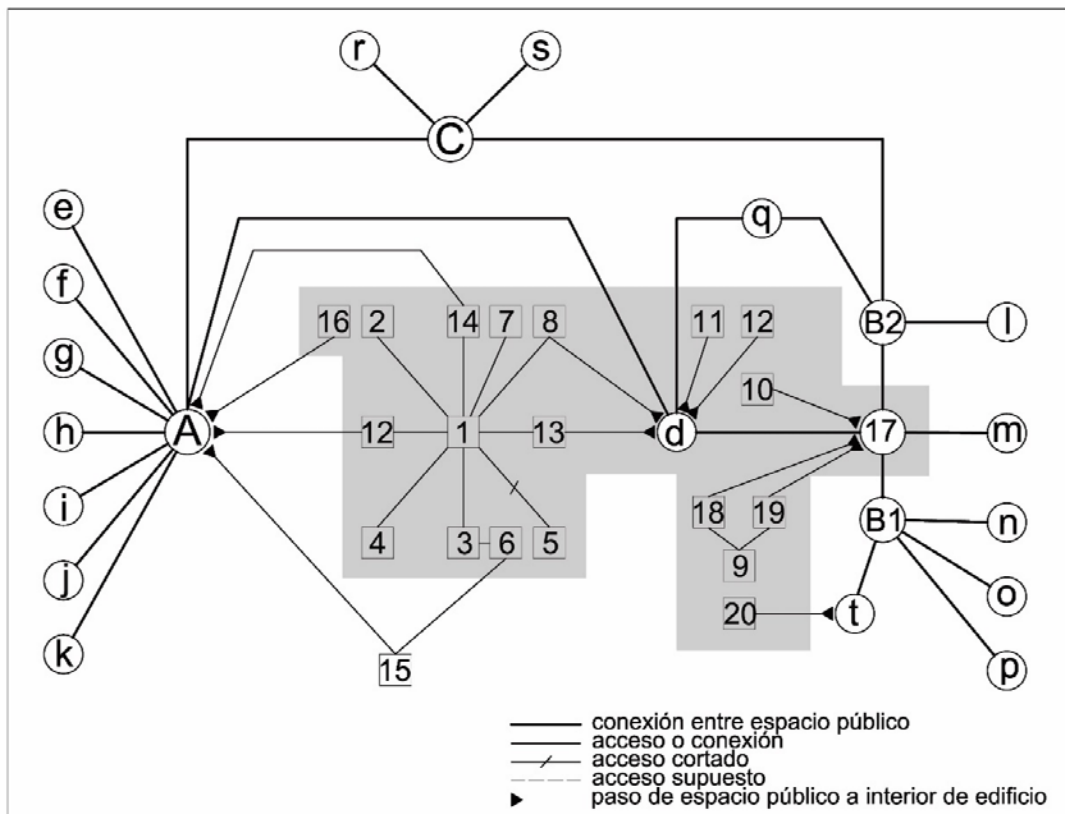 r s
C
e
q
f
16 2 14 7 8 11 12 B2 l
g
10
h A 12 1 13 d 17 m
i
18 19 B1 n
4 3 6 5
j
9
20 t o
k
15 p
conexión entre espacio público
acceso o conexión
acceso cortado
acceso supuesto
paso de espacio público a interior de edificio